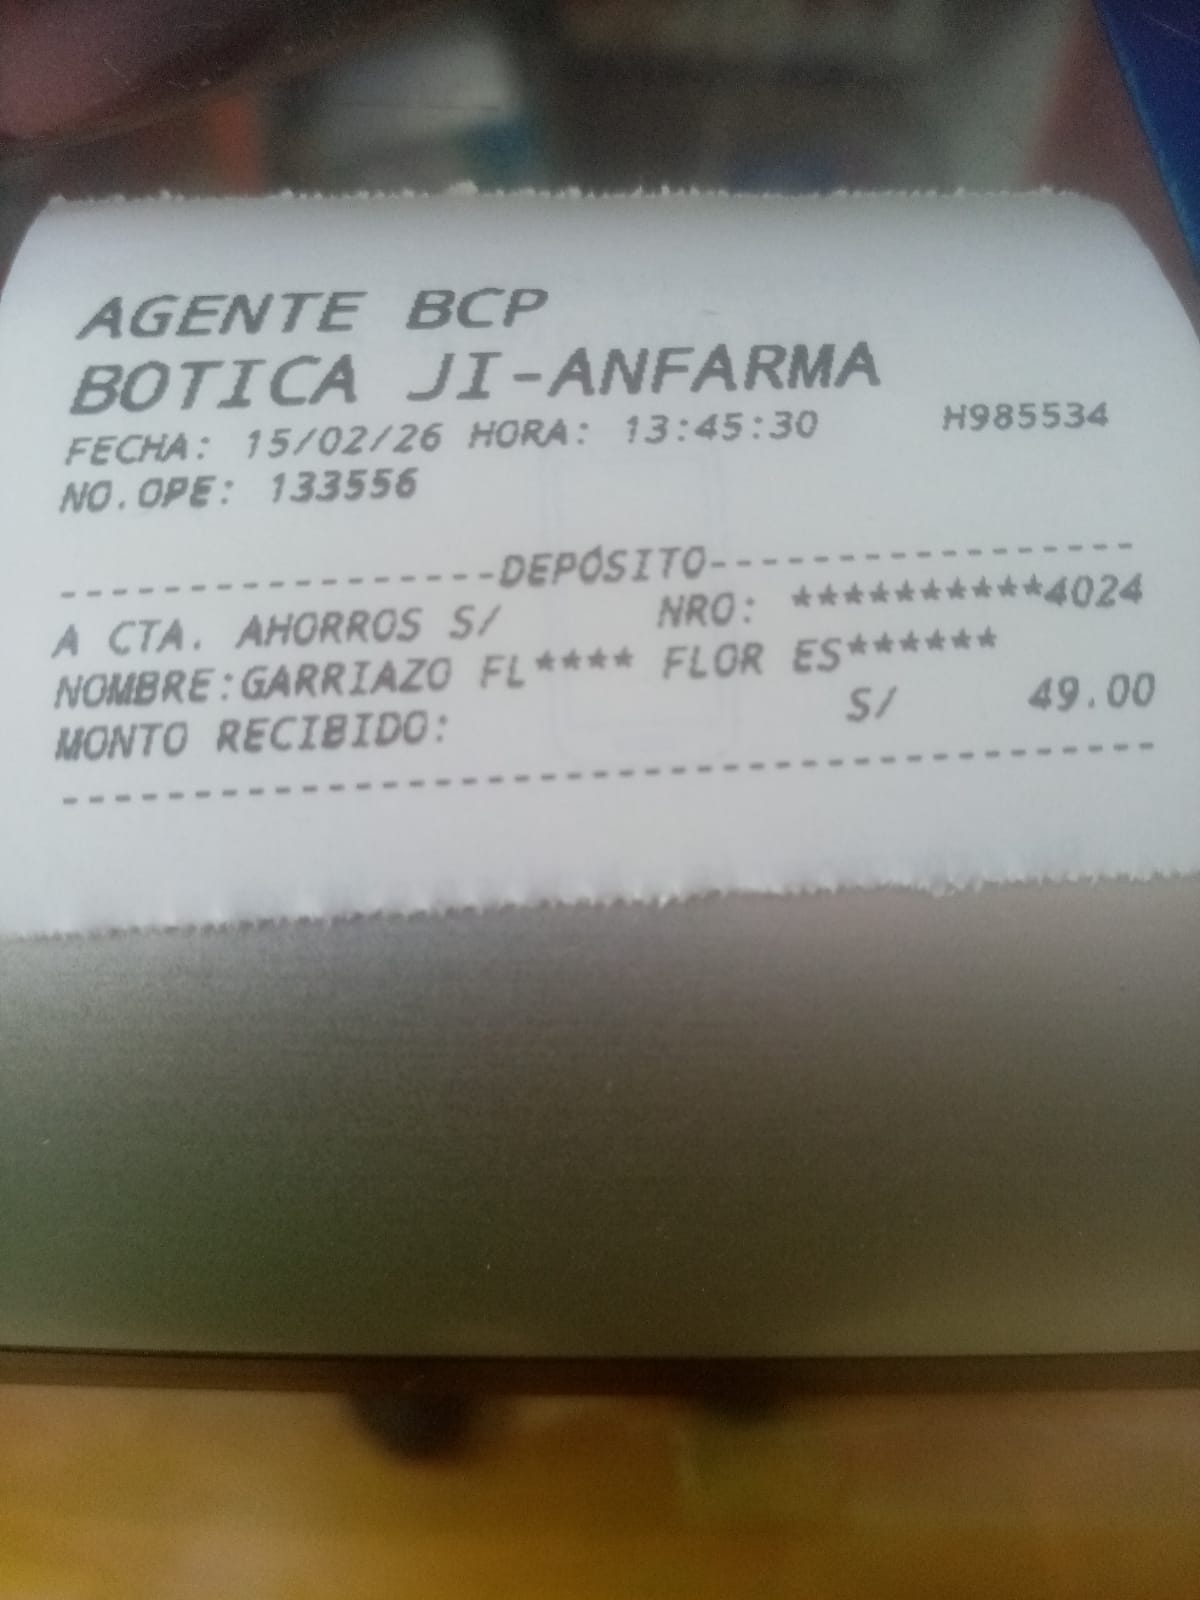 AGENTE BCP
BOTICA JI-ANFARMA
FECHA: 15/02/26 HORA: 13:45:30 H985534
NO.OPE: 133556
-----------------DEPÓSITO-----------------
A CTA. AHORROS S/ NRO: **********4024
NOMBRE:GARRIAZO FL**** FLOR ES******
MONTO RECIBIDO: S/ 49.00
------------------------------------------